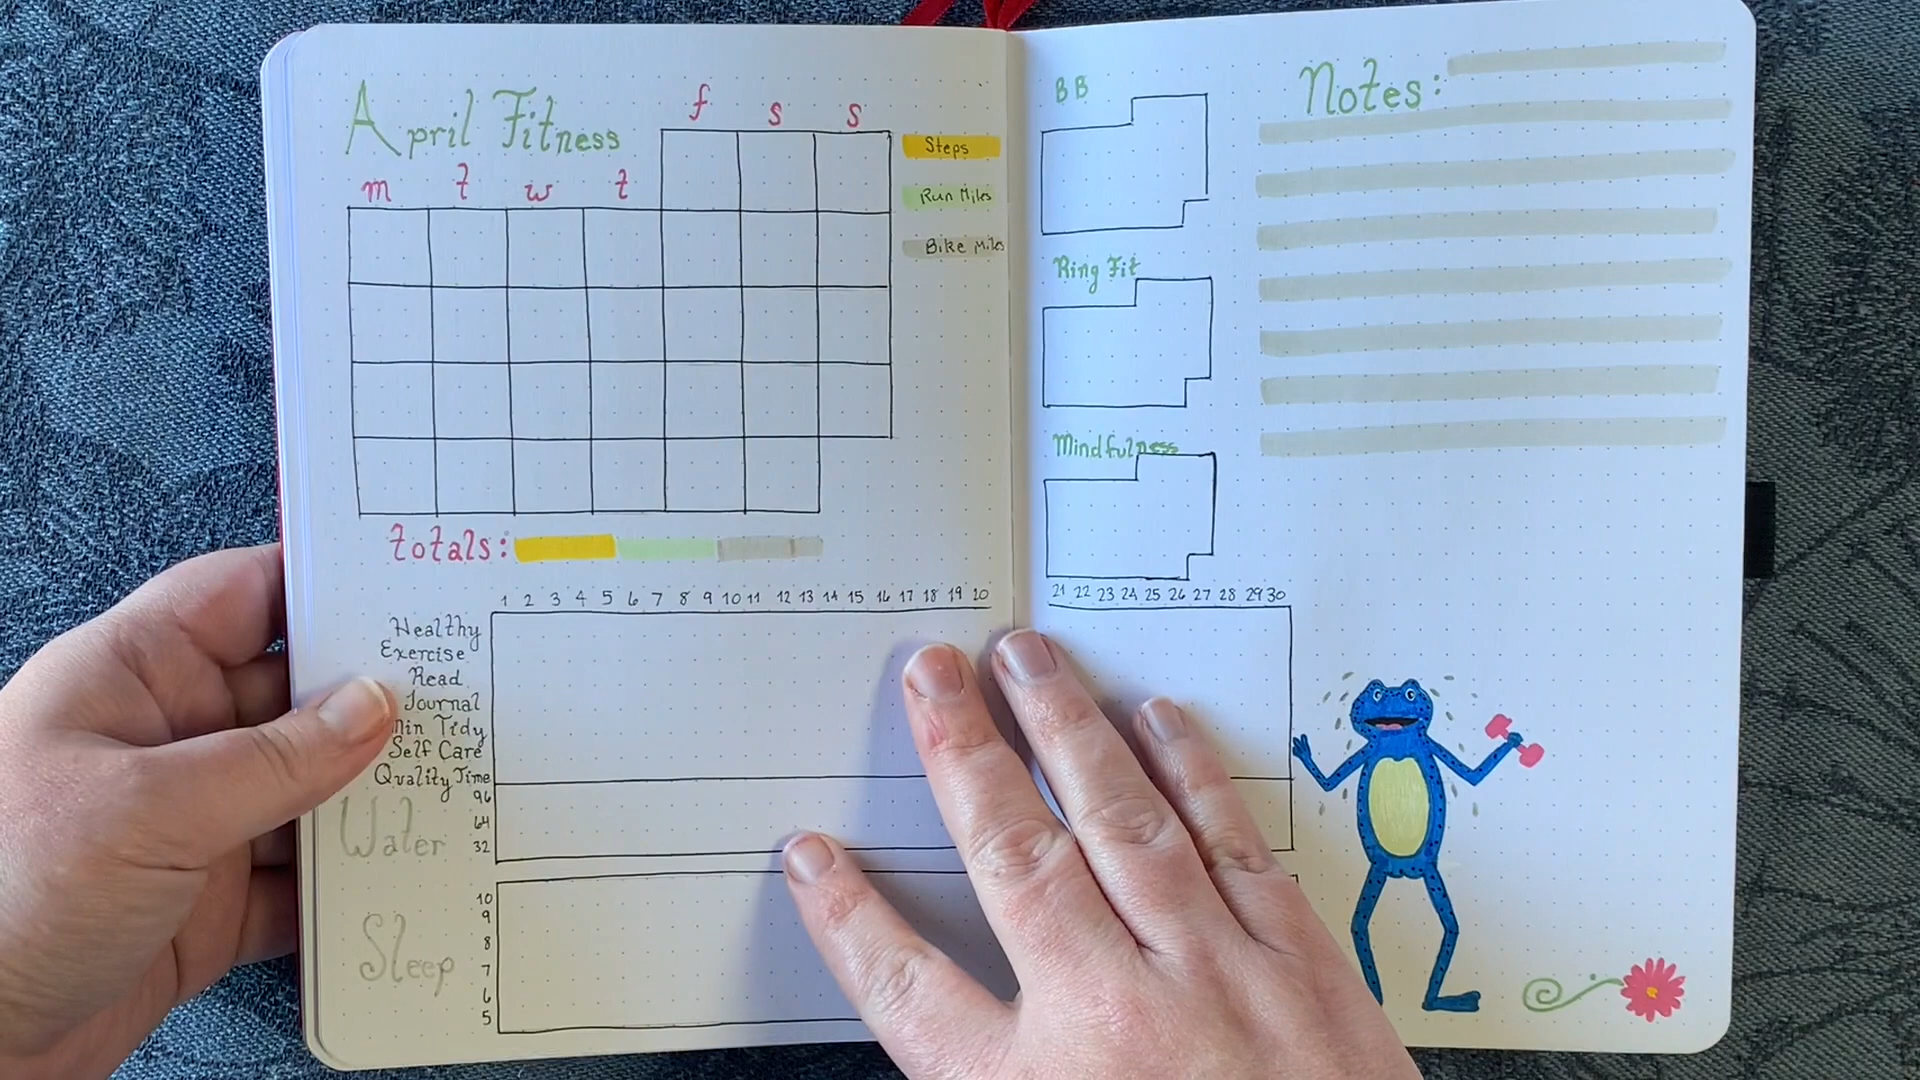 April Fitness
f s s
m t w t
Steps
Run Miles
Bike Miles
totals:
1 2 3 4 5 6 7 8 9 10 11 12 13 14 15 16 17 18 19 20
Healthy
Exercise
Read
Journal
Min Tidy
Self Care
Quality Time
Water
96
64
32
Sleep
10
9
8
7
6
5
BB
Ring Fit
Mindfulness
21 22 23 24 25 26 27 28 29 30
Notes: